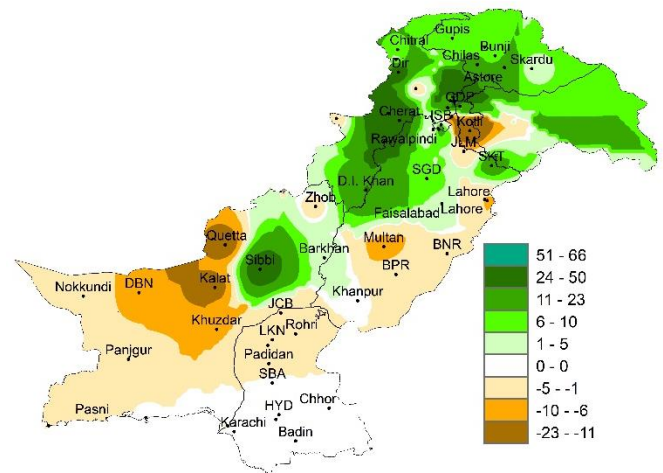 Gupis
Chitral
Bunji
Chilas
Skardu
Dir
Astore
GDP
Cherat
ISB
Kotli
Rawalpindi
JLM
SKT
SGD
D.I. Khan
Zhob
Lahore
Faisalabad
Lahore
Quetta
Multan
BNR
Barkhan
Sibbi
BPR
Nokkundi
DBN
Kalat
Khanpur
JCB
Khuzdar
Rohri
LKN
Panjgur
Padidan
SBA
Pasni
HYD
Chhor
Karachi
Badin
51 - 66
24 - 50
11 - 23
6 - 10
1 - 5
0 - 0
-5 - -1
-10 - -6
-23 - -11